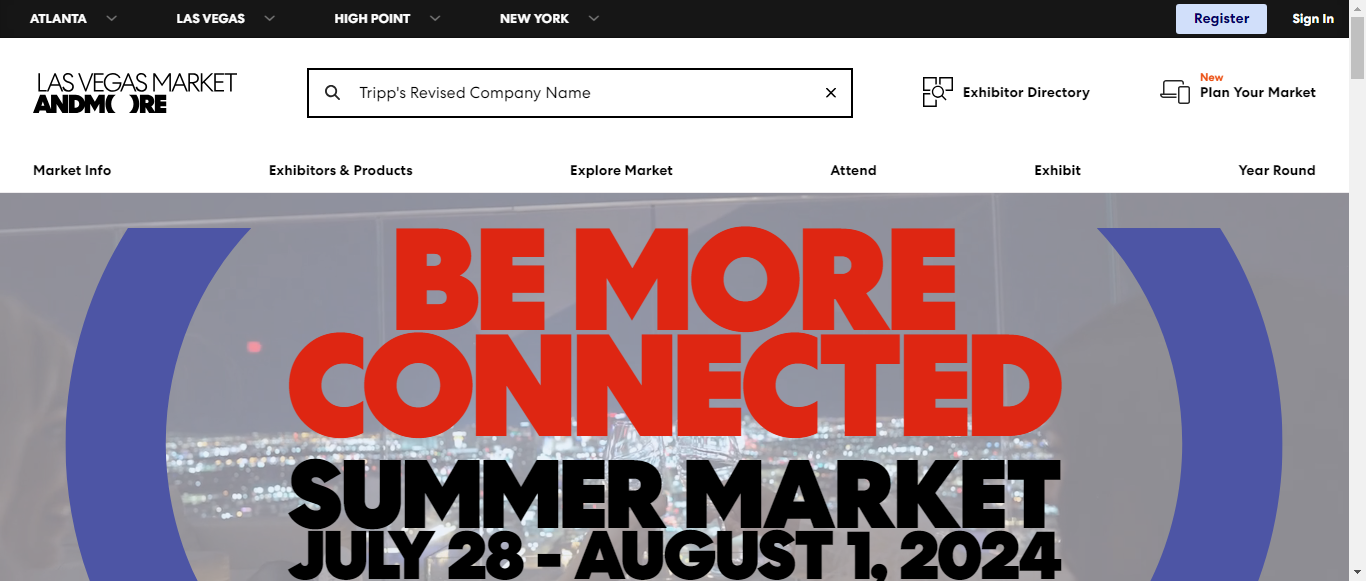 ATLANTA LAS VEGAS HIGH POINT NEW YORK Register Sign In
LAS VEGAS MARKET
ANDMORE
Tripp's Revised Company Name
Exhibitor Directory
New
Plan Your Market
Market Info Exhibitors & Products Explore Market Attend Exhibit Year Round
BE MORE
CONNECTED
SUMMER MARKET
JULY 28 - AUGUST 1, 2024